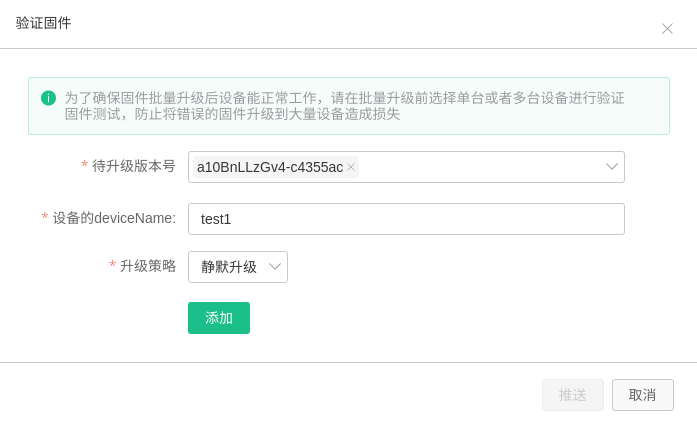 验证固件
为了确保固件批量升级后设备能正常工作，请在批量升级前选择单台或者多台设备进行验证
固件测试，防止将错误的固件升级到大量设备造成损失
* 待升级版本号
a10BnLLzGv4-c4355ac
* 设备的deviceName:
test1
* 升级策略
静默升级
添加
推送
取消